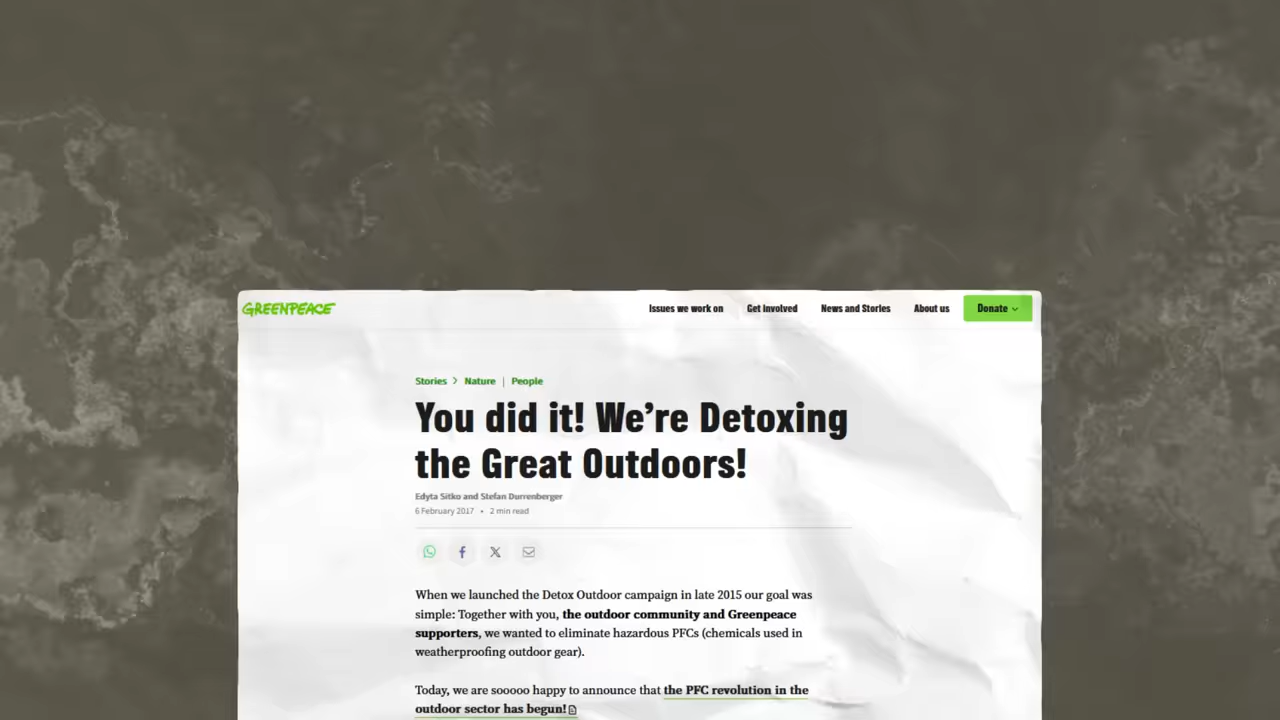 GREENPEACE
Issues we work on Get involved News and Stories About us Donate
Stories > Nature | People
You did it! We’re Detoxing
the Great Outdoors!
Edyta Sitko and Stefan Durrenberger
6 February 2017 • 2 min read
When we launched the Detox Outdoor campaign in late 2015 our goal was
simple: Together with you, the outdoor community and Greenpeace
supporters, we wanted to eliminate hazardous PFCs (chemicals used in
weatherproofing outdoor gear).
Today, we are sooooo happy to announce that the PFC revolution in the
outdoor sector has begun!